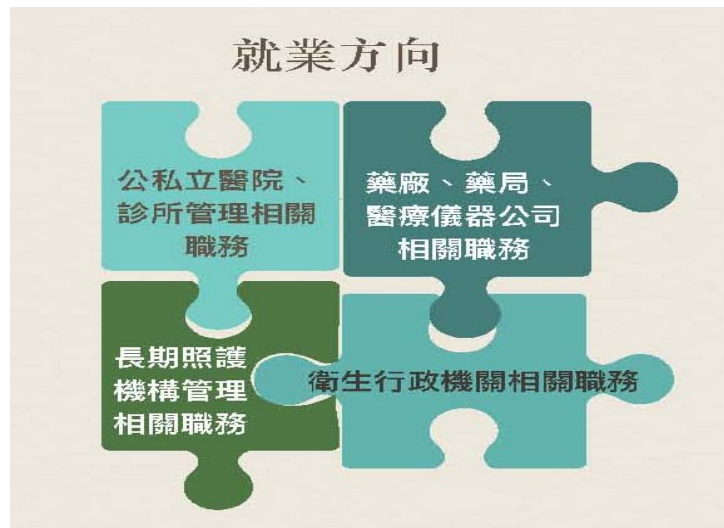 就業方向
公私立醫院、
診所管理相關
職務
藥廠、藥局、
醫療儀器公司
相關職務
長期照護
機構管理
相關職務
衛生行政機關相關職務